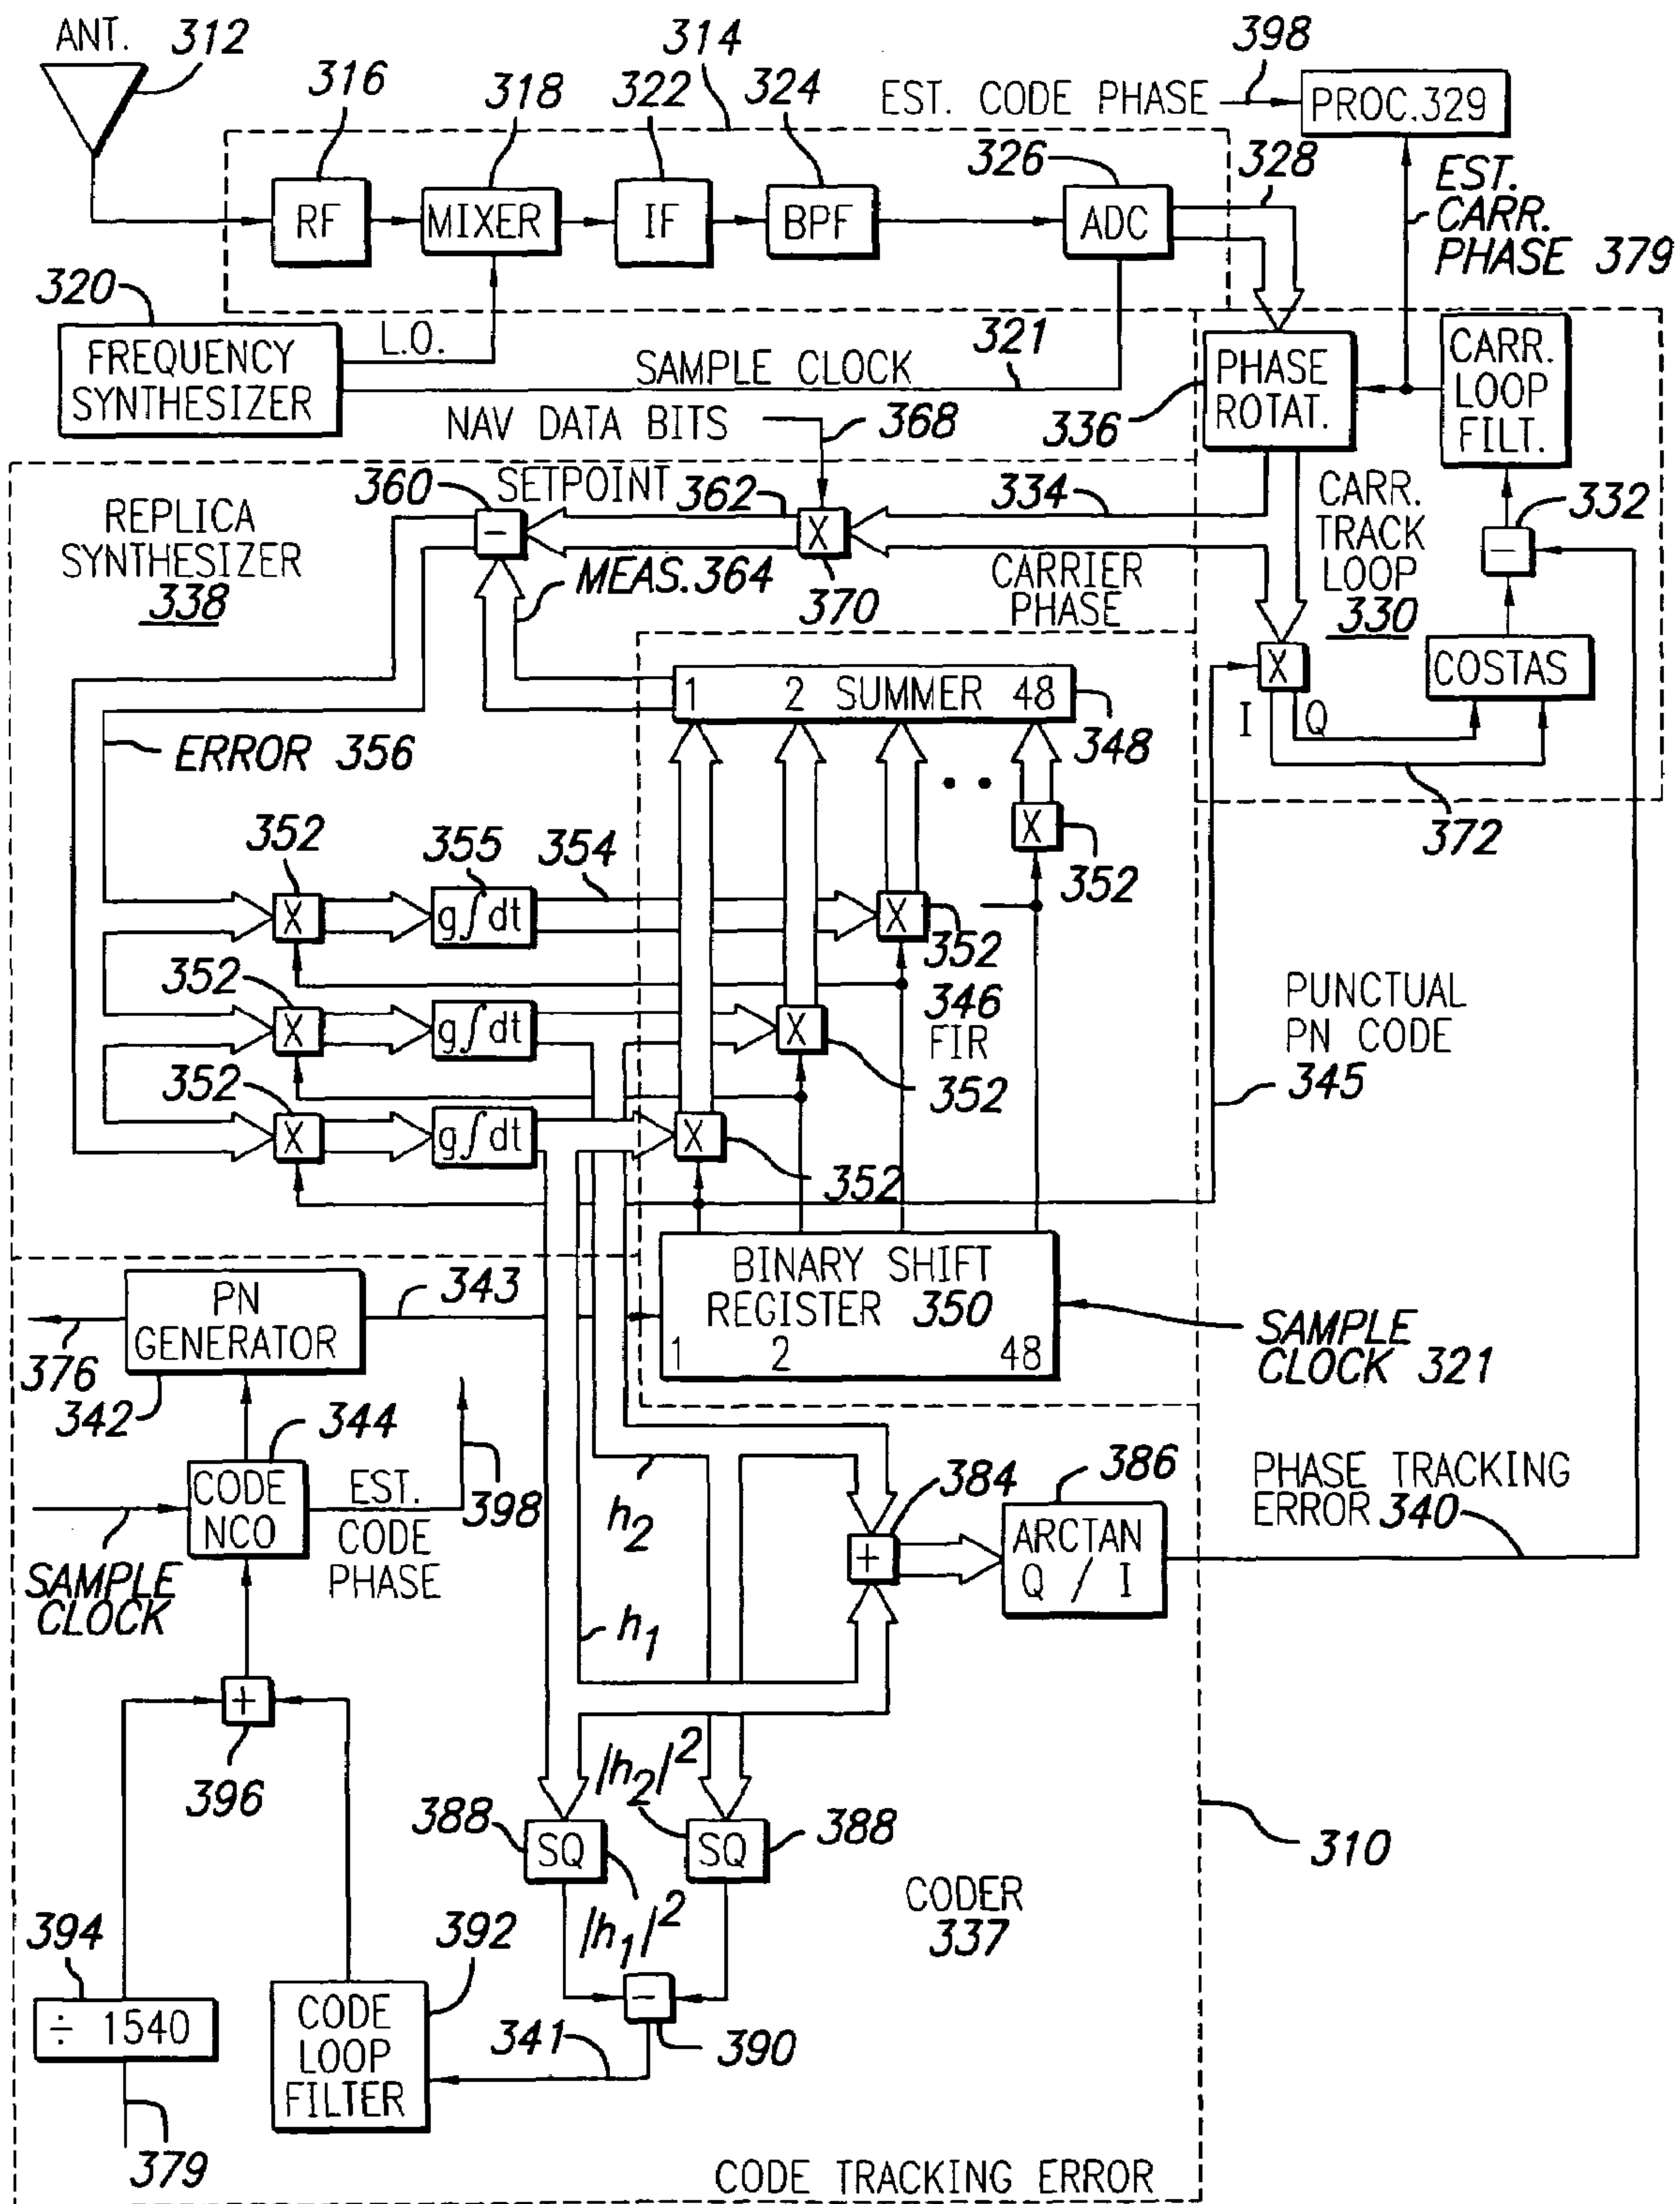 ANT. 312
314
398
316
318
322
324
EST. CODE PHASE
PROC. 329
326
328
RF
MIXER
IF
BPF
ADC
EST.
CARR.
PHASE 379
320
L.O.
FREQUENCY
SYNTHESIZER
SAMPLE CLOCK
321
PHASE
ROTAT.
CARR.
LOOP
FILT.
NAV DATA BITS
368
336
REPLICA
SYNTHESIZER
338
360
SETPOINT
362
334
-
X
CARR.
TRACK
LOOP
330
332
-
MEAS. 364
370
CARRIER
PHASE
X
COSTAS
1 2 SUMMER 48
348
I
Q
372
ERROR 356
352
355
354
X
352
X
g∫dt
X
352
352
346
FIR
X
g∫dt
X
352
352
X
g∫dt
X
352
PUNCTUAL
PN CODE
345
PN
GENERATOR
343
BINARY SHIFT
REGISTER 350
1 2 48
SAMPLE
CLOCK 321
376
342
344
CODE
NCO
EST.
CODE
PHASE
398
SAMPLE
CLOCK
h2
384
386
+
ARCTAN
Q / I
PHASE TRACKING
ERROR 340
h1
+
396
|h2|²
388
SQ
SQ
388
310
|h1|²
CODER
337
394
÷ 1540
392
CODE
LOOP
FILTER
-
341
390
379
CODE TRACKING ERROR